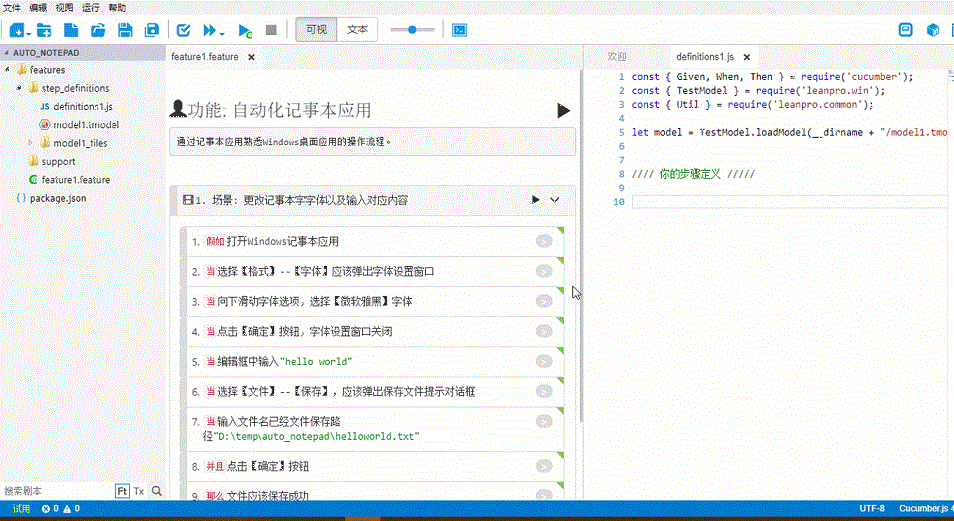 文件 编辑 视图 运行 帮助
可视 文本
AUTO_NOTEPAD
features
step_definitions
JS definitions1.js
model1.tmodel
model1_files
support
feature1.feature
{} package.json
搜索剧本 Ft Tx
feature1.feature ×
功能: 自动化记事本应用
通过记事本应用熟悉Windows桌面应用的操作流程。
1. 场景: 更改记事本字字体以及输入对应内容
1. 假如 打开Windows记事本应用
2. 当 选择【格式】--【字体】应该弹出字体设置窗口
3. 当 向下滑动字体选项，选择【微软雅黑】字体
4. 当 点击【确定】按钮，字体设置窗口关闭
5. 当 编辑框中输入"hello world"
6. 当 选择【文件】--【保存】，应该弹出保存文件提示对话框
7. 当 输入文件名已经文件保存路
径"D:\temp\auto_notepad\helloworld.txt"
8. 并且 点击【确定】按钮
9. 那么 文件应该保存成功
欢迎 definitions1.js ×
1 const { Given, When, Then } = require('cucumber');
2 const { TestModel } = require('leanpro.win');
3 const { Util } = require('leanpro.common');
4
5 let model = TestModel.loadModel(__dirname + "/model1.tmo
6
7
8 //// 你的步骤定义 /////
9
10
试用 0 0 UTF-8 Cucumber.js 4